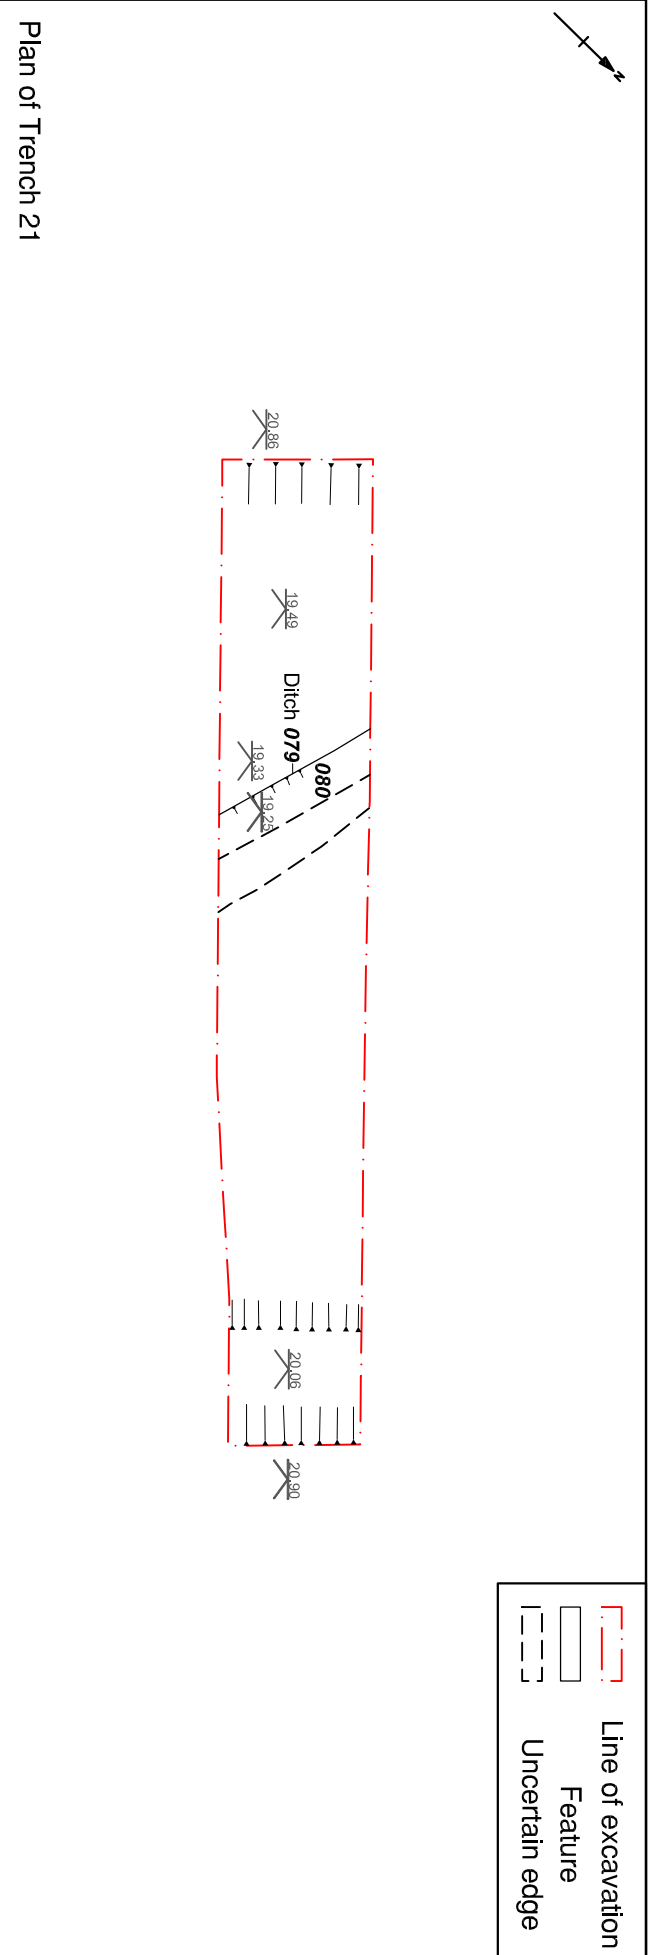 N
Plan of Trench 21
20.86
19.49
Ditch 079
080
19.33
19.25
20.06
20.90
Line of excavation
Feature
Uncertain edge